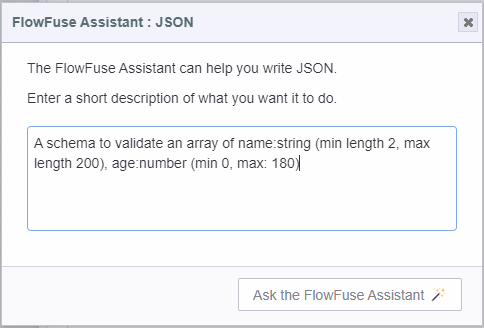 FlowFuse Assistant : JSON
The FlowFuse Assistant can help you write JSON.
Enter a short description of what you want it to do.
A schema to validate an array of name:string (min length 2, max
length 200), age:number (min 0, max: 180)
Ask the FlowFuse Assistant